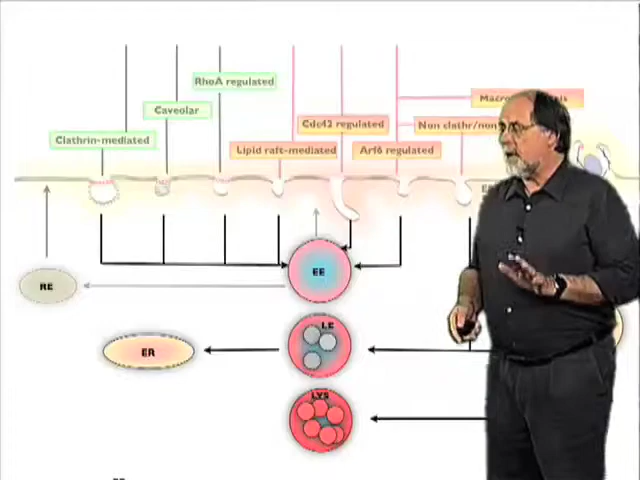 RhoA regulated
Caveolar
Cdc42 regulated
Clathrin-mediated
Lipid raft-mediated
Arf6 regulated
EE
RE
LE
ER
LYS